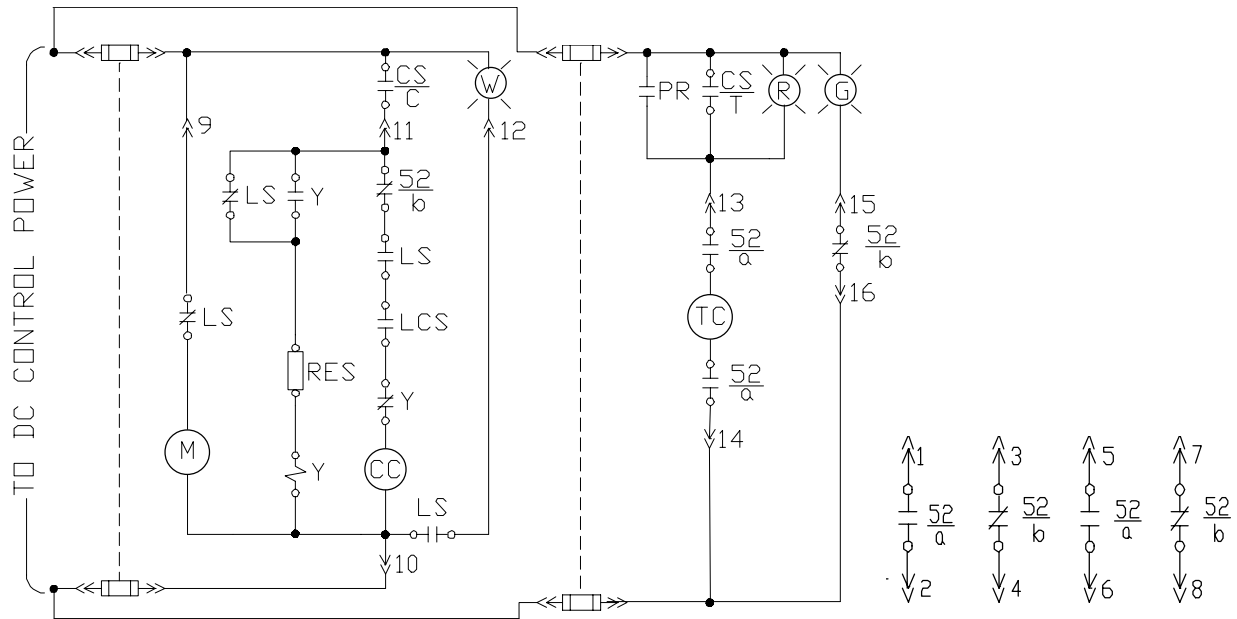 TO DC CONTROL POWER
9
LS
M
LS
Y
RES
Y
CS
C
11
52
b
LS
LCS
Y
CC
LS
10
W
12
PR
CS
T
R
G
13
52
a
TC
52
a
14
15
52
b
16
1
52
a
2
3
52
b
4
5
52
a
6
7
52
b
8